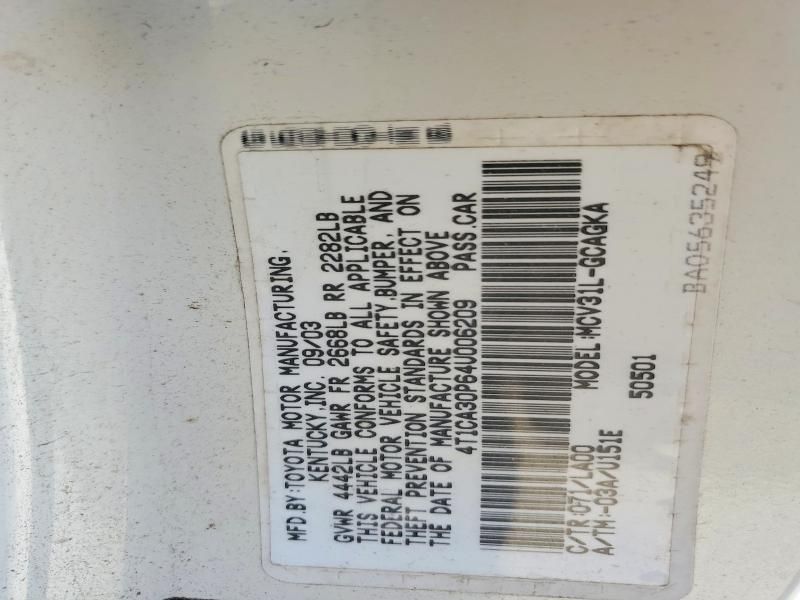 MFD.BY:TOYOTA MOTOR MANUFACTURING,
KENTUCKY,INC. 09/03
GVWR 4442LB GAWR FR 2668LB RR 2282LB
THIS VEHICLE CONFORMS TO ALL APPLICABLE
FEDERAL MOTOR VEHICLE SAFETY,BUMPER, AND
THEFT PREVENTION STANDARDS IN EFFECT ON
THE DATE OF MANUFACTURE SHOWN ABOVE
4T1CA30P64U006209 PASS.CAR
C/TR:071/LA00 MODEL:MCV31L-GCAGKA
A/TM:-03A/U151E
50501
BA05635249